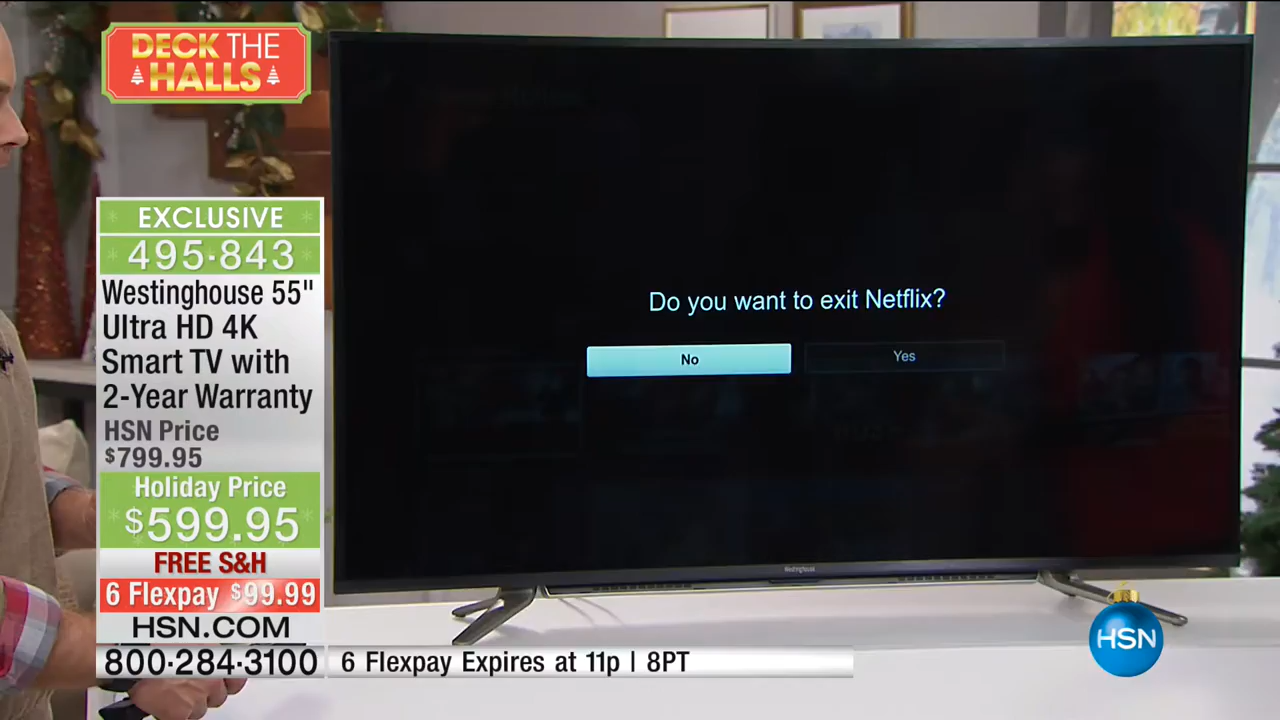 DECK THE
HALLS
EXCLUSIVE
495·843
Westinghouse 55"
Ultra HD 4K
Smart TV with
2-Year Warranty
HSN Price
$799.95
Holiday Price
$599.95
FREE S&H
6 Flexpay $99.99
HSN.COM
800·284·3100
6 Flexpay Expires at 11p | 8PT
Do you want to exit Netflix?
No
Yes
Westinghouse
HSN